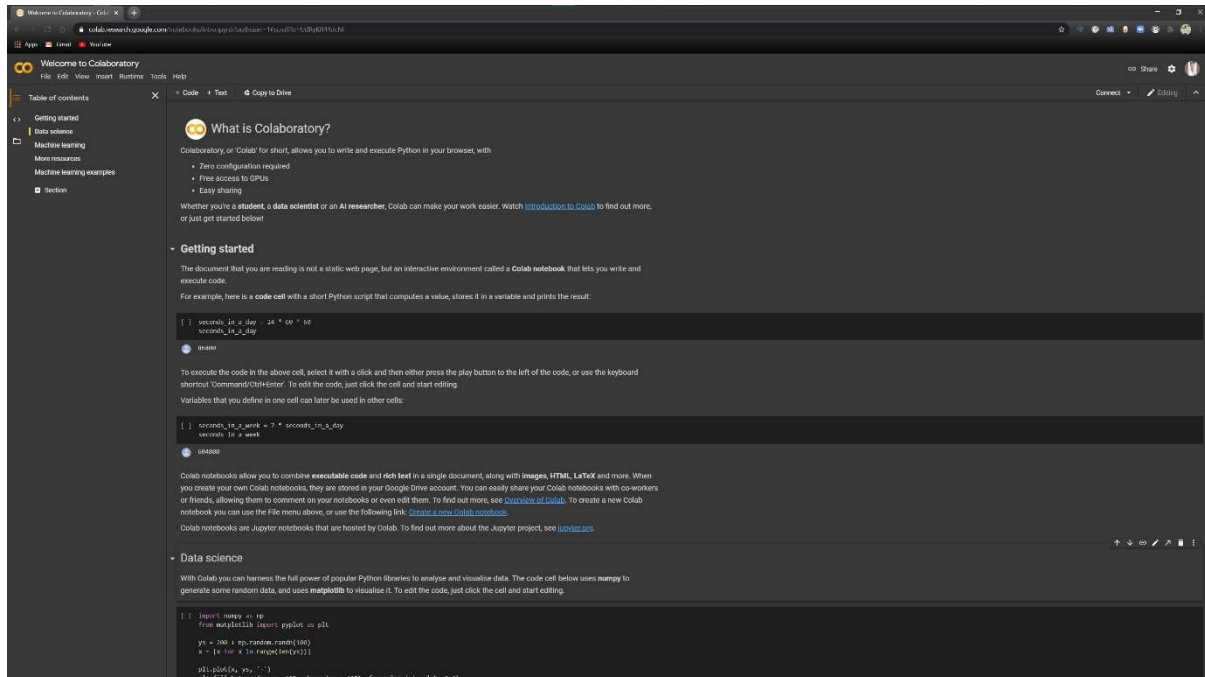 Welcome to Colaboratory - Cola
colab.research.google.com/notebooks/intro.ipynb
Apps Gmail YouTube
Welcome to Colaboratory
File Edit View Insert Runtime Tools Help
Share
Table of contents
+ Code + Text Copy to Drive
Connect
Editing
Getting started
Data science
Machine learning
More resources
Machine learning examples
Section
What is Colaboratory?
Colaboratory, or 'Colab' for short, allows you to write and execute Python in your browser, with
• Zero configuration required
• Free access to GPUs
• Easy sharing
Whether you're a student, a data scientist or an AI researcher, Colab can make your work easier. Watch Introduction to Colab to find out more,
or just get started below!
Getting started
The document that you are reading is not a static web page, but an interactive environment called a Colab notebook that lets you write and
execute code.
For example, here is a code cell with a short Python script that computes a value, stores it in a variable and prints the result:
[ ] seconds_in_a_day = 24 * 60 * 60
seconds_in_a_day
86400
To execute the code in the above cell, select it with a click and then either press the play button to the left of the code, or use the keyboard
shortcut 'Command/Ctrl+Enter'. To edit the code, just click the cell and start editing.
Variables that you define in one cell can later be used in other cells:
[ ] seconds_in_a_week = 7 * seconds_in_a_day
seconds_in_a_week
604800
Colab notebooks allow you to combine executable code and rich text in a single document, along with images, HTML, LaTeX and more. When
you create your own Colab notebooks, they are stored in your Google Drive account. You can easily share your Colab notebooks with co-workers
or friends, allowing them to comment on your notebooks or even edit them. To find out more, see Overview of Colab. To create a new Colab
notebook you can use the File menu above, or use the following link: Create a new Colab notebook.
Colab notebooks are Jupyter notebooks that are hosted by Colab. To find out more about the Jupyter project, see jupyter.org.
Data science
With Colab you can harness the full power of popular Python libraries to analyse and visualise data. The code cell below uses numpy to
generate some random data, and uses matplotlib to visualise it. To edit the code, just click the cell and start editing.
[ ] import numpy as np
from matplotlib import pyplot as plt
ys = 200 + np.random.randn(100)
x = [x for x in range(len(ys))]
plt.plot(x, ys, '-')